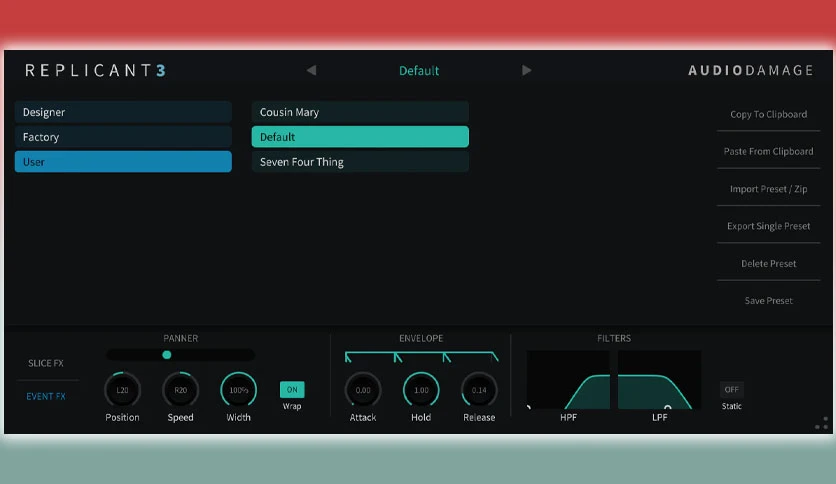 REPLICANT3
Default
AUDIODAMAGE
Designer
Factory
User
Cousin Mary
Default
Seven Four Thing
Copy To Clipboard
Paste From Clipboard
Import Preset / Zip
Export Single Preset
Delete Preset
Save Preset
SLICE FX
EVENT FX
PANNER
L20
R20
100%
ON
Position
Speed
Width
Wrap
ENVELOPE
0.00
1.00
0.14
Attack
Hold
Release
FILTERS
HPF
LPF
OFF
Static